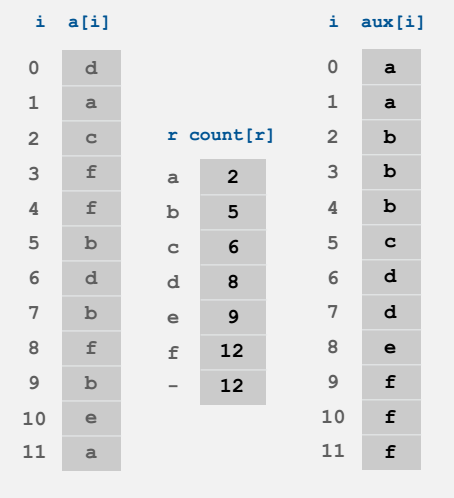 i a[i] i aux[i]
0 d 0 a
1 a 1 a
2 c r count[r] 2 b
3 f a 2 3 b
4 f b 5 4 b
5 b c 6 5 c
6 d d 8 6 d
7 b e 9 7 d
8 f f 12 8 e
9 b - 12 9 f
10 e 10 f
11 a 11 f